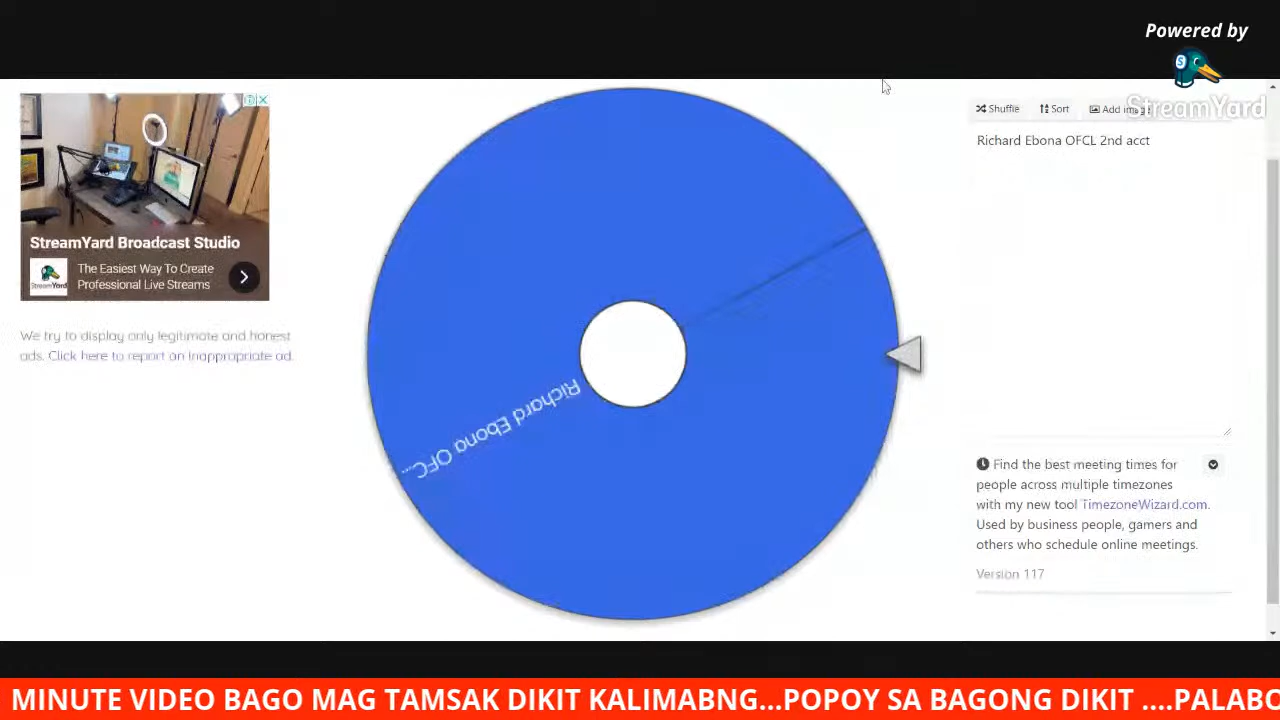 Powered by
StreamYard
Shuffle Sort Add image
Richard Ebona OFCL 2nd acct
StreamYard Broadcast Studio
The Easiest Way To Create
Professional Live Streams
StreamYard
We try to display only legitimate and honest
ads. Click here to report an inappropriate ad.
Richard Ebona OFC...
Find the best meeting times for
people across multiple timezones
with my new tool TimezoneWizard.com.
Used by business people, gamers and
others who schedule online meetings.
Version 117
MINUTE VIDEO BAGO MAG TAMSAK DIKIT KALIMABNG...POPOY SA BAGONG DIKIT ....PALABO